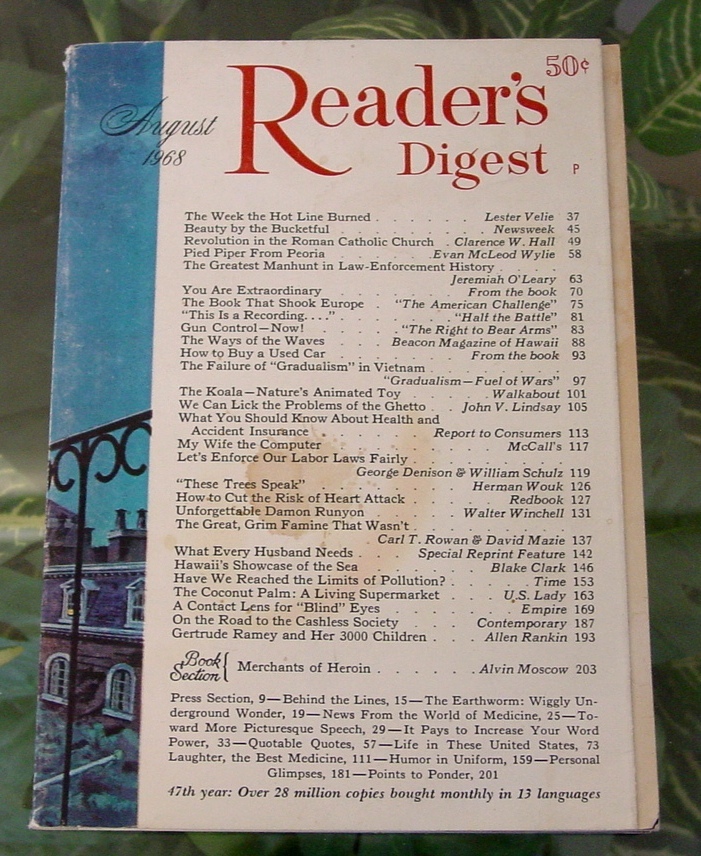 August
1968
50¢
Reader's
Digest
P
The Week the Hot Line Burned . . . . . . Lester Velie 37
Beauty by the Bucketful . . . . . . . Newsweek 45
Revolution in the Roman Catholic Church . Clarence W. Hall 49
Pied Piper From Peoria . . . . Evan McLeod Wylie 58
The Greatest Manhunt in Law-Enforcement History . . . .
Jeremiah O'Leary 63
You Are Extraordinary . . . . . . From the book 70
The Book That Shook Europe . . "The American Challenge" 75
"This Is a Recording. . . ." . . . . "Half the Battle" 81
Gun Control—Now! . . . . . "The Right to Bear Arms" 83
The Ways of the Waves . . . Beacon Magazine of Hawaii 88
How to Buy a Used Car . . . . . . From the book 93
The Failure of "Gradualism" in Vietnam . . . . . .
"Gradualism—Fuel of Wars" 97
The Koala—Nature's Animated Toy . . . . Walkabout 101
We Can Lick the Problems of the Ghetto . . John V. Lindsay 105
What You Should Know About Health and
Accident Insurance . . . . . Report to Consumers 113
My Wife the Computer . . . . . . . McCall's 117
Let's Enforce Our Labor Laws Fairly . . . . . . .
George Denison & William Schulz 119
"These Trees Speak" . . . . . . Herman Wouk 126
How to Cut the Risk of Heart Attack . . . . Redbook 127
Unforgettable Damon Runyon . . . . Walter Winchell 131
The Great, Grim Famine That Wasn't . . . . . . .
Carl T. Rowan & David Mazie 137
What Every Husband Needs . . . Special Reprint Feature 142
Hawaii's Showcase of the Sea . . . . . Blake Clark 146
Have We Reached the Limits of Pollution? . . . . Time 153
The Coconut Palm: A Living Supermarket . . . U.S. Lady 163
A Contact Lens for "Blind" Eyes . . . . . Empire 169
On the Road to the Cashless Society . . . Contemporary 187
Gertrude Ramey and Her 3000 Children . . . Allen Rankin 193
Book
Section { Merchants of Heroin . . . . . . Alvin Moscow 203
Press Section, 9—Behind the Lines, 15—The Earthworm: Wiggly Un-
derground Wonder, 19—News From the World of Medicine, 25—To-
ward More Picturesque Speech, 29—It Pays to Increase Your Word
Power, 33—Quotable Quotes, 57—Life in These United States, 73
Laughter, the Best Medicine, 111—Humor in Uniform, 159—Personal
Glimpses, 181—Points to Ponder, 201
47th year: Over 28 million copies bought monthly in 13 languages